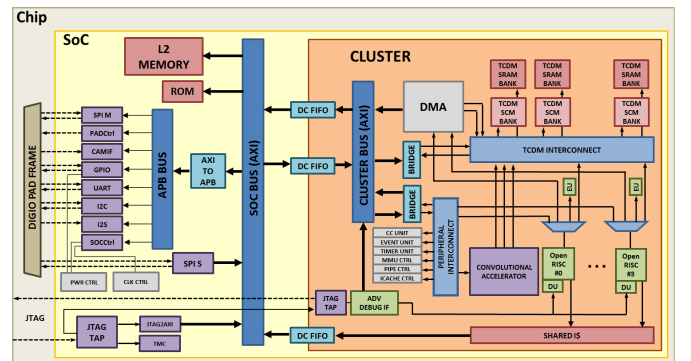 Chip
SoC
CLUSTER
L2
MEMORY
ROM
DIGIO PAD FRAME
SPI M
PADCtrl
CAMIF
GPIO
UART
I2C
I2S
SOCCtrl
APB BUS
AXI
TO
APB
SOC BUS (AXI)
DC FIFO
DC FIFO
CLUSTER BUS (AXI)
DMA
BRIDGE
BRIDGE
TCDM
SRAM
BANK
TCDM
SRAM
BANK
TCDM
SRAM
BANK
TCDM
SCM
BANK
TCDM
SCM
BANK
TCDM
SCM
BANK
TCDM INTERCONNECT
EU
EU
CC UNIT
EVENT UNIT
TIMER UNIT
MMU CTRL
PIPE CTRL
ICACHE CTRL
PERIPHERAL
INTERCONNECT
CONVOLUTIONAL
ACCELERATOR
Open
RISC
#0
DU
...
Open
RISC
#3
DU
SPI S
PWR CTRL
CLK CTRL
JTAG
TAP
ADV
DEBUG IF
JTAG
JTAG
TAP
JTAG2AXI
TMC
DC FIFO
SHARED I$